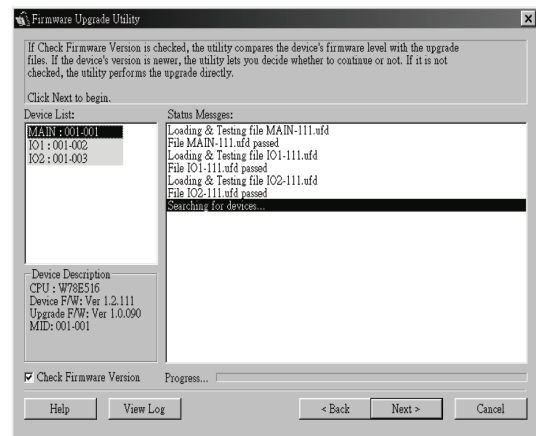 Firmware Upgrade Utility
If Check Firmware Version is checked, the utility compares the device's firmware level with the upgrade
files. If the device's version is newer, the utility lets you decide whether to continue or not. If it is not
checked, the utility performs the upgrade directly.
Click Next to begin.
Device List:
MAIN : 001-001
IO1 : 001-002
IO2 : 001-003
Status Messges:
Loading & Testing file MAIN-111.ufd
File MAIN-111.ufd passed
Loading & Testing file IO1-111.ufd
File IO1-111.ufd passed
Loading & Testing file IO2-111.ufd
File IO2-111.ufd passed
Searching for devices...
Device Description
CPU : W78E516
Device F/W: Ver 1.2.111
Upgrade F/W: Ver 1.0.090
MID: 001-001
Check Firmware Version
Progress...
Help
View Log
< Back
Next >
Cancel